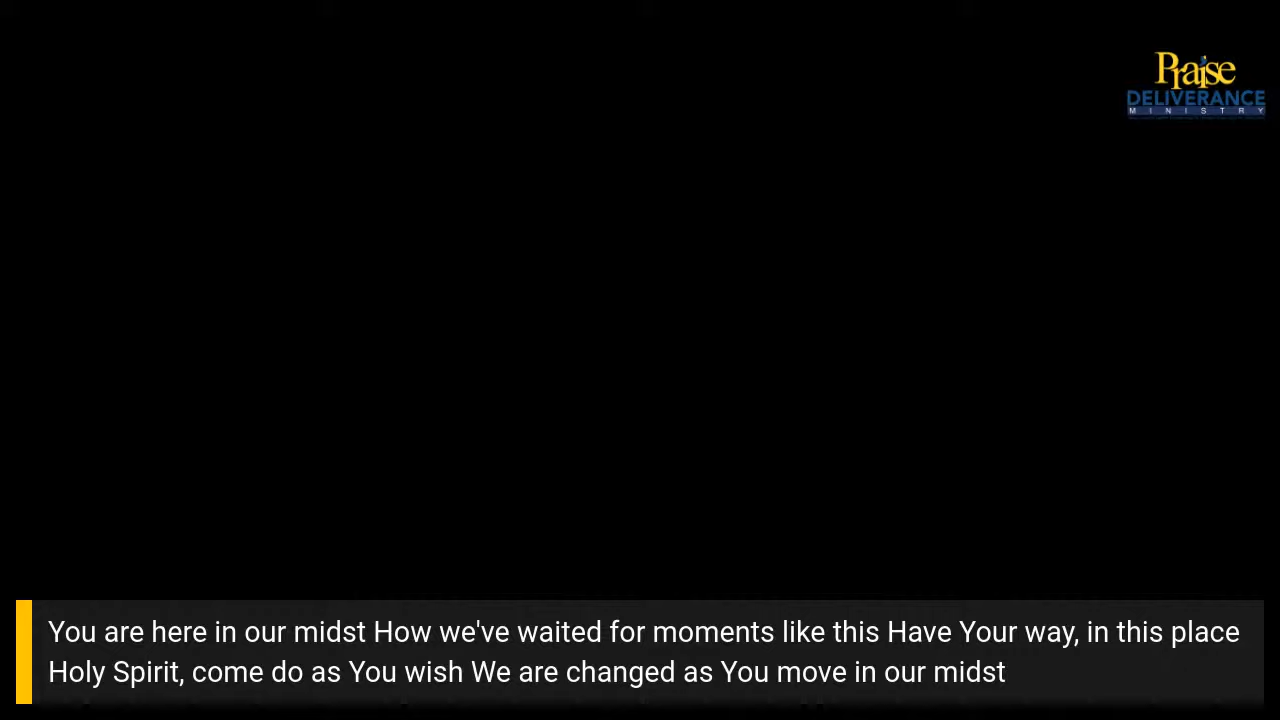 Praise
DELIVERANCE
MINISTRY
You are here in our midst How we've waited for moments like this Have Your way, in this place
Holy Spirit, come do as You wish We are changed as You move in our midst